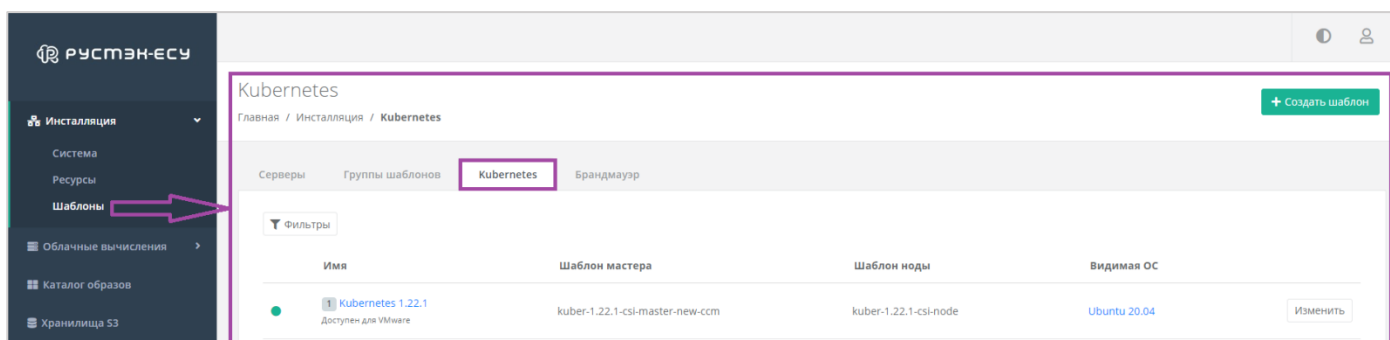 РУСТЭК-ЕСУ
Инсталляция
Система
Ресурсы
Шаблоны
Облачные вычисления
Каталог образов
Хранилища S3
Kubernetes
Главная / Инсталляция / Kubernetes
+ Создать шаблон
Серверы Группы шаблонов Kubernetes Брандмауэр
Фильтры
Имя Шаблон мастера Шаблон ноды Видимая ОС
1 Kubernetes 1.22.1 kuber-1.22.1-csi-master-new-ccm kuber-1.22.1-csi-node Ubuntu 20.04 Изменить
Доступен для VMware